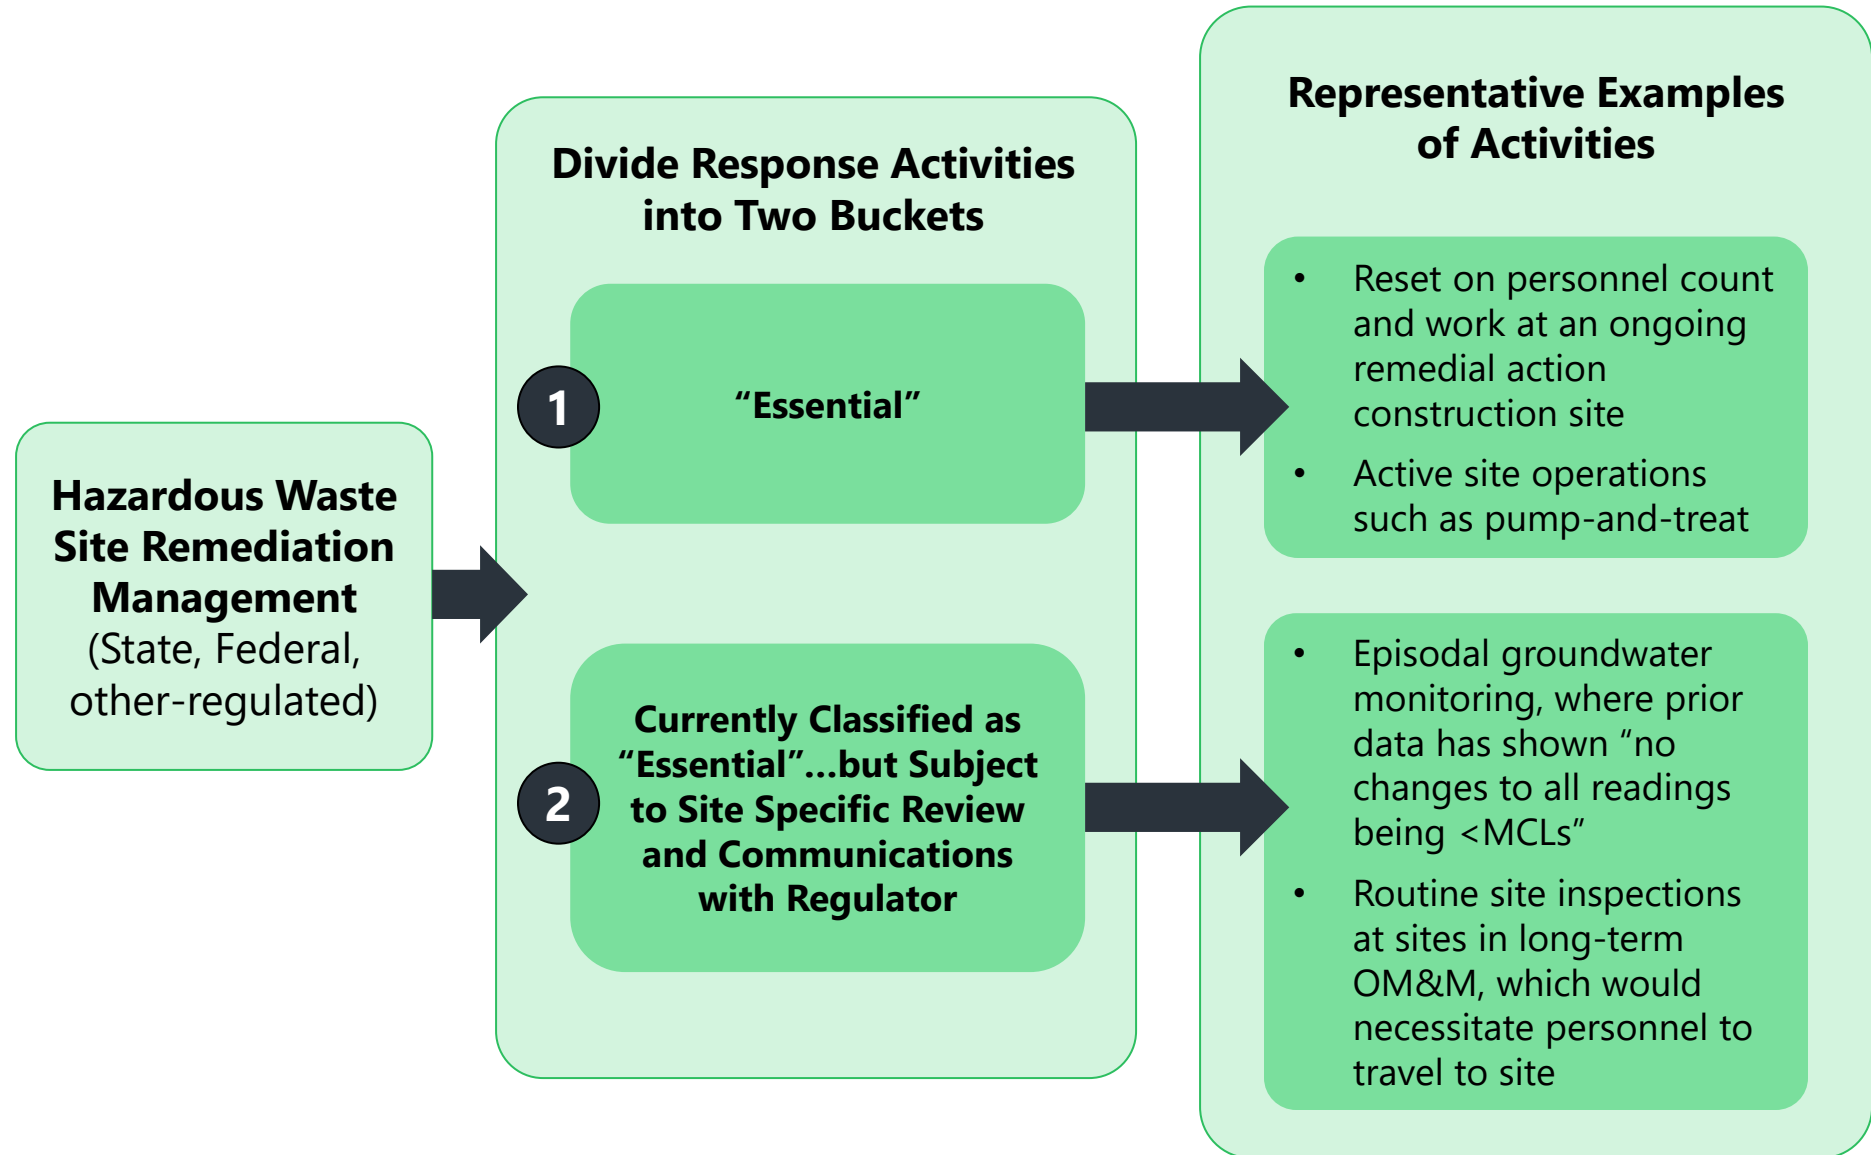 Hazardous Waste
Site Remediation
Management
(State, Federal,
other-regulated)
Divide Response Activities
into Two Buckets
1
“Essential”
2
Currently Classified as
“Essential”...but Subject
to Site Specific Review
and Communications
with Regulator
Representative Examples
of Activities
• Reset on personnel count
and work at an ongoing
remedial action
construction site
• Active site operations
such as pump-and-treat
• Episodal groundwater
monitoring, where prior
data has shown “no
changes to all readings
being <MCLs”
• Routine site inspections
at sites in long-term
OM&M, which would
necessitate personnel to
travel to site